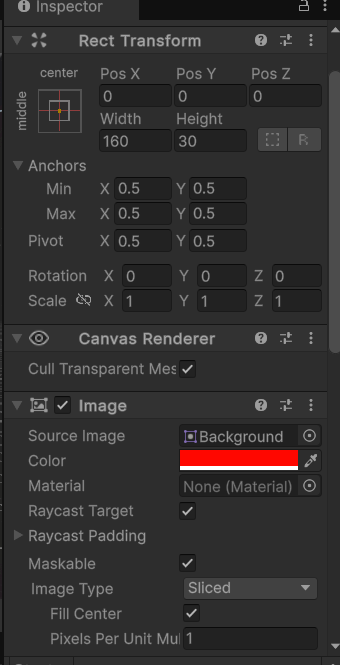 Inspector
Rect Transform
center
middle
Pos X Pos Y Pos Z
0 0 0
Width Height
160 30 R
Anchors
Min X 0.5 Y 0.5
Max X 0.5 Y 0.5
Pivot X 0.5 Y 0.5
Rotation X 0 Y 0 Z 0
Scale X 1 Y 1 Z 1
Canvas Renderer
Cull Transparent Mes
Image
Source Image Background
Color
Material None (Material)
Raycast Target
Raycast Padding
Maskable
Image Type Sliced
Fill Center
Pixels Per Unit Mul 1